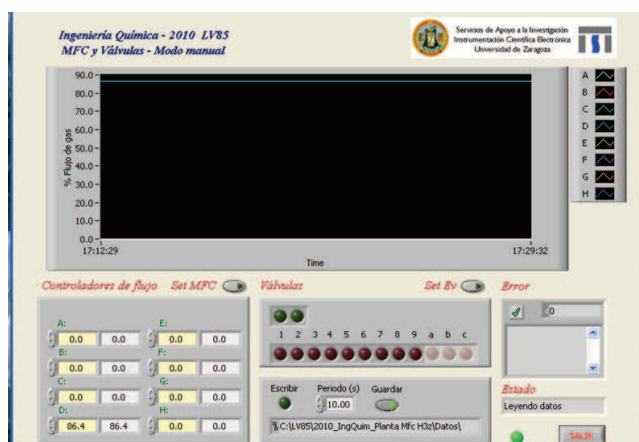 Ingeniería Química - 2010 LV85
MFC y Válvulas - Modo manual
Servicios de Apoyo a la Investigación
Instrumentación Científica Electrónica
Universidad de Zaragoza
% Flujo de gas
90.0
80.0
70.0
60.0
50.0
40.0
30.0
20.0
10.0
0.0
17:12:29
17:29:32
Time
A
B
C
D
E
F
G
H
Controladores de flujo Set MFC
A: E:
0.0 0.0 0.0 0.0
B: F:
0.0 0.0 0.0 0.0
C: G:
0.0 0.0 0.0 0.0
D: H:
86.4 86.4 0.0 0.0
Válvulas Set Ev
1 2 3 4 5 6 7 8 9 a b c
Escribir Periodo (s) Guardar
10.00
C:\LV85\2010_IngQuim_Planta Mfc H3z\Datos\
Error
0
Estado
Leyendo datos
SALIR